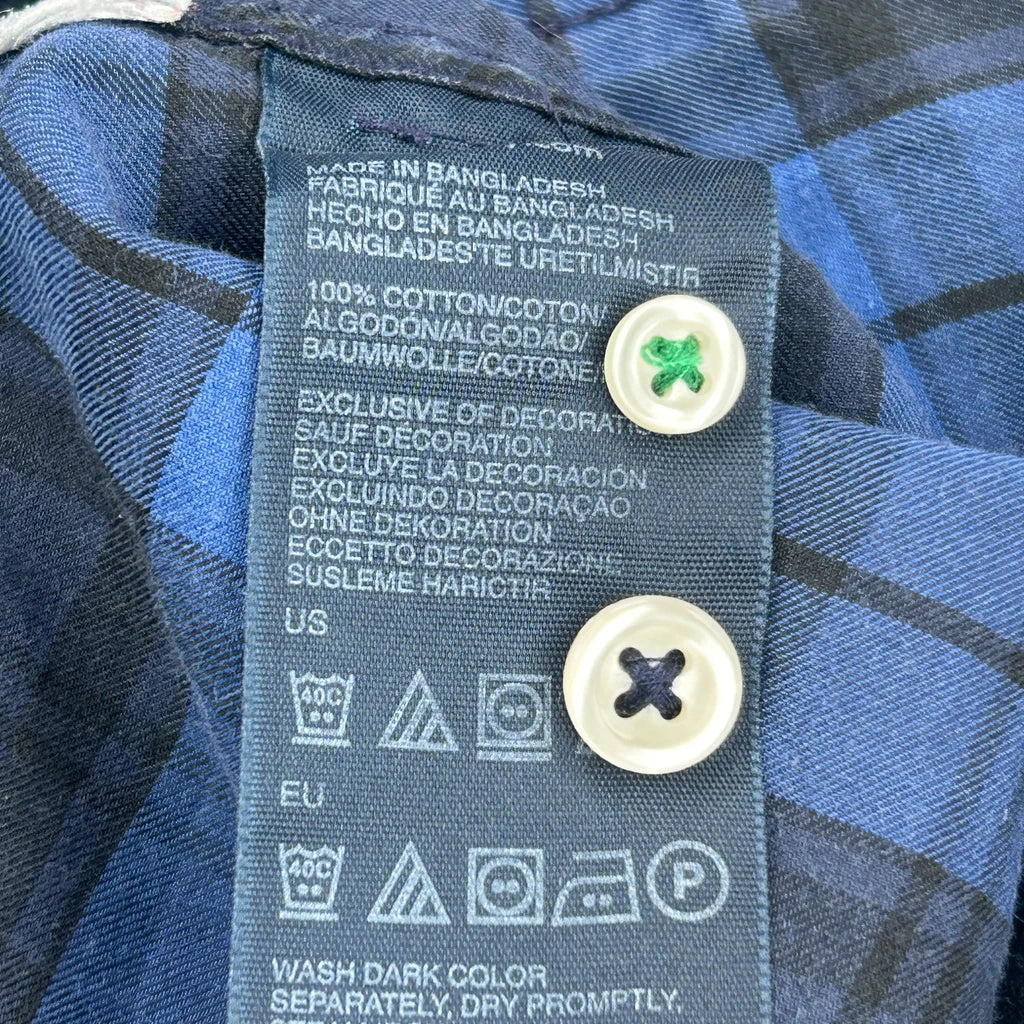 com
MADE IN BANGLADESH
FABRIQUÉ AU BANGLADESH
HECHO EN BANGLADESH
BANGLADES'TE URETILMISTIR
100% COTTON/COTON/
ALGODÓN/ALGODÃO/
BAUMWOLLE/COTONE
EXCLUSIVE OF
SAUF DECORATION
EXCLUYE LA DECORACIÓN
EXCLUINDO DECORAÇÃO
OHNE DEKORATION
ECCETTO DECORAZIONE
SUSLEME HARICTIR
US
40C
EU
40C
P
WASH DARK COLOR
SEPARATELY, DRY PROMPTLY,